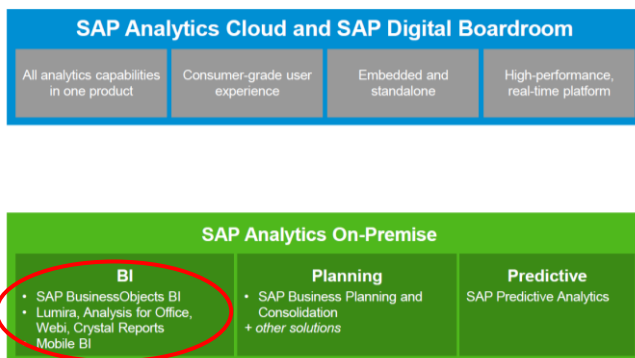 SAP Analytics Cloud and SAP Digital Boardroom
All analytics capabilities
in one product
Consumer-grade user
experience
Embedded and
standalone
High-performance,
real-time platform
SAP Analytics On-Premise
BI
• SAP BusinessObjects BI
• Lumira, Analysis for Office,
Webi, Crystal Reports
Mobile BI
Planning
• SAP Business Planning and
Consolidation
+ other solutions
Predictive
SAP Predictive Analytics